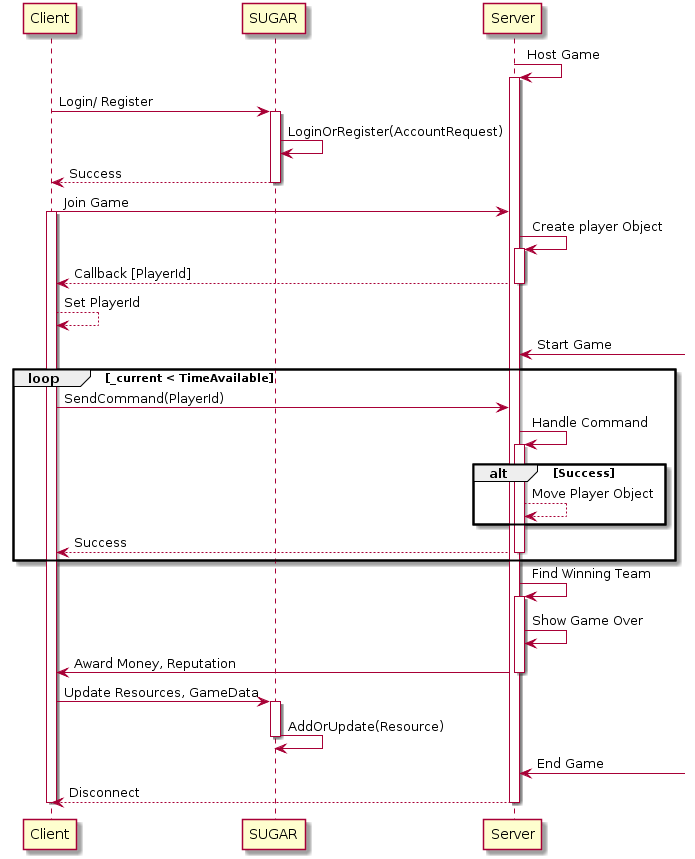 Client SUGAR Server
Host Game
Login/ Register
LoginOrRegister(AccountRequest)
Success
Join Game
Create player Object
Callback [PlayerId]
Set PlayerId
Start Game
loop [_current < TimeAvailable]
SendCommand(PlayerId)
Handle Command
alt [Success]
Move Player Object
Success
Find Winning Team
Show Game Over
Award Money, Reputation
Update Resources, GameData
AddOrUpdate(Resource)
End Game
Disconnect
Client SUGAR Server